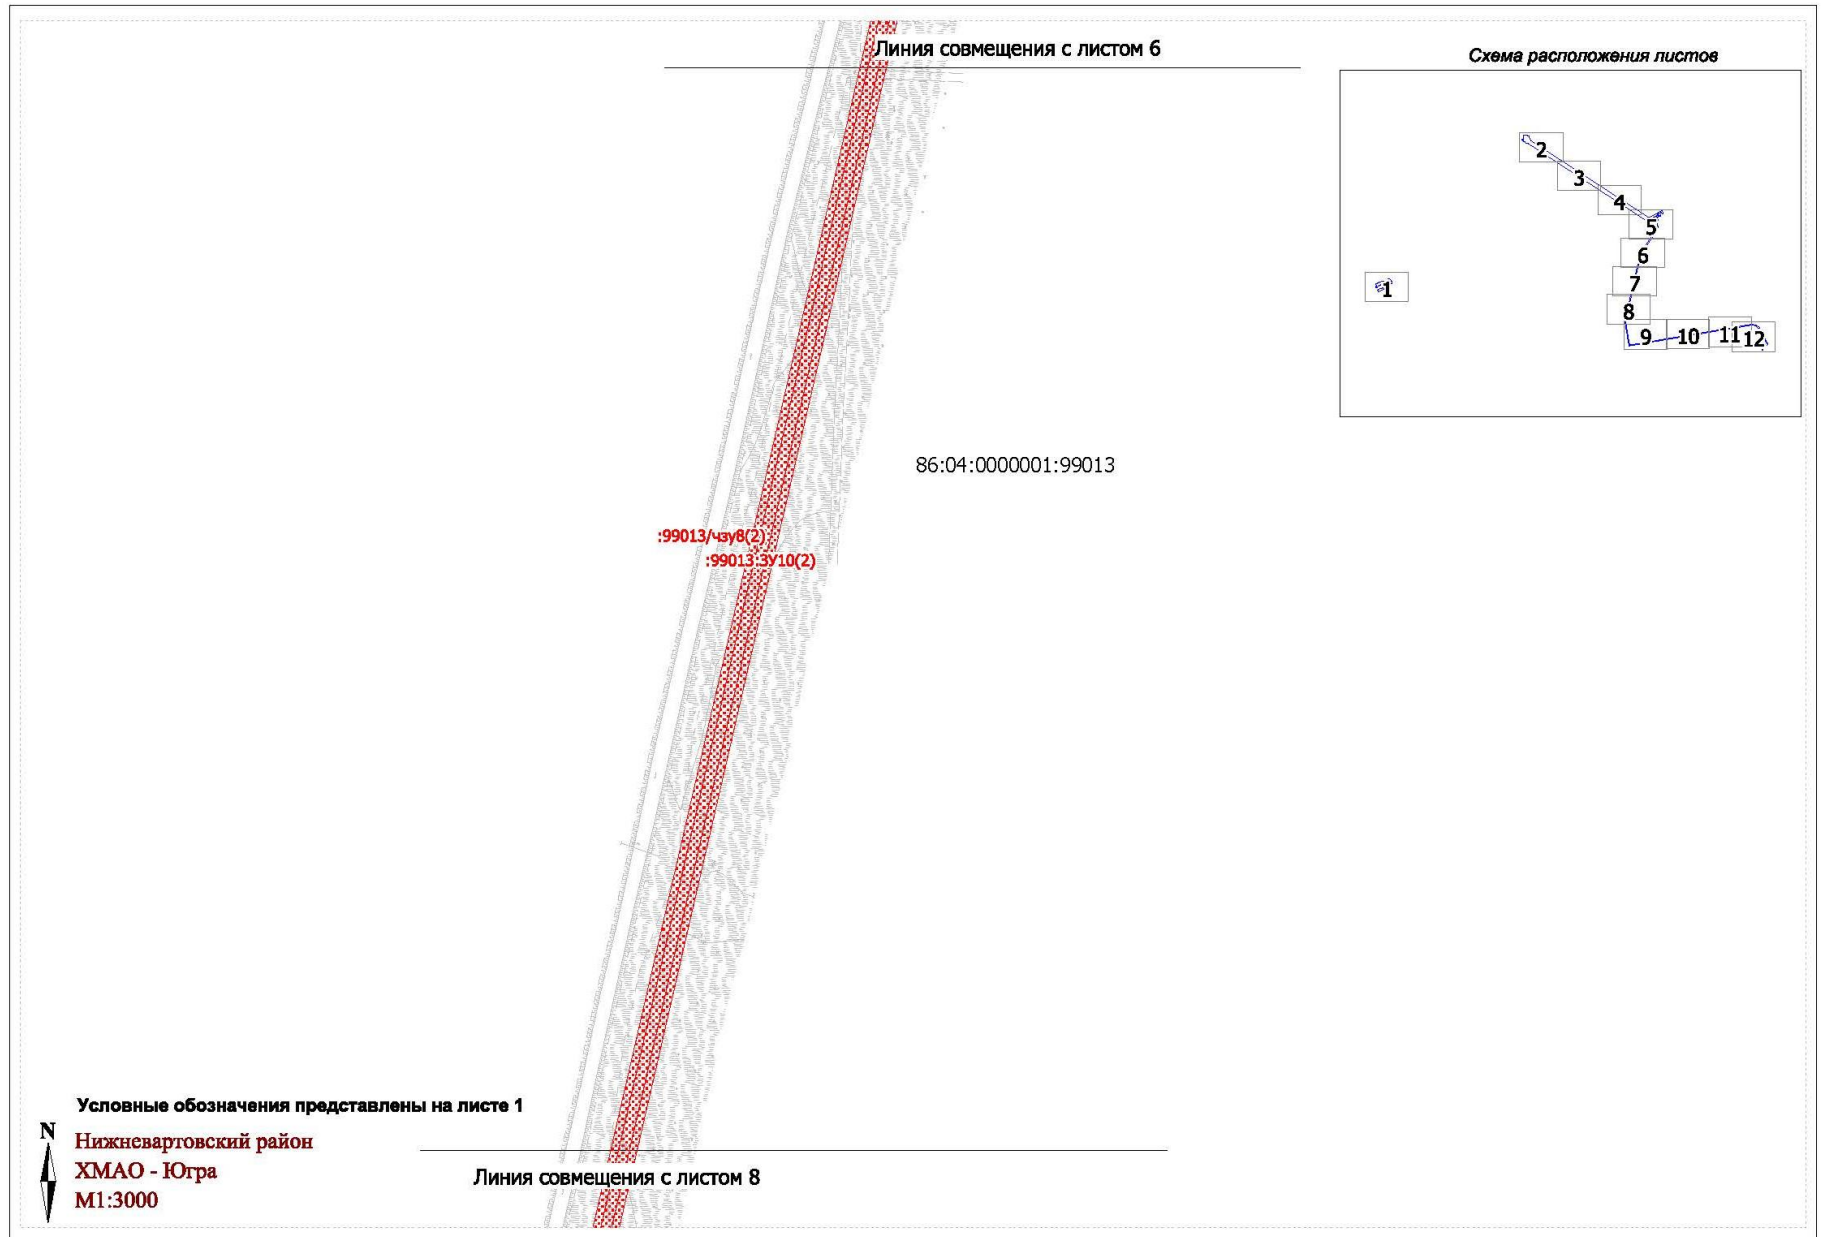 Линия совмещения с листом 6
Схема расположения листов
2
3
4
5
6
7
8
1
9
10
11
12
86:04:0000001:99013
:99013/чзу8(2)
:99013:ЗУ10(2)
Условные обозначения представлены на листе 1
N
Нижневартовский район
ХМАО - Югра
М1:3000
Линия совмещения с листом 8